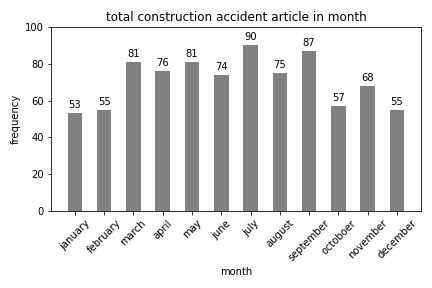 total construction accident article in month
100
80
60
40
20
0
frequency
53
55
81
76
81
74
90
75
87
57
68
55
january
february
march
april
may
june
july
august
september
octoboer
november
december
month